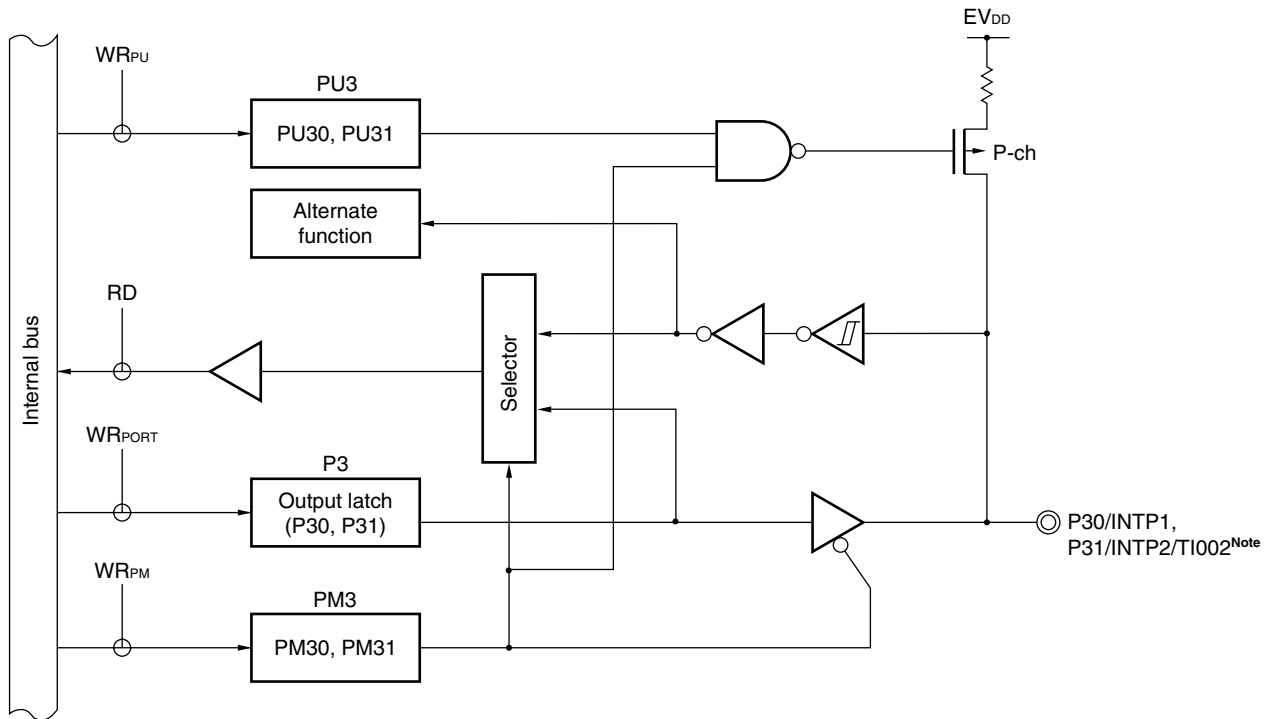 EVDD
WRPU
PU3
PU30, PU31
P-ch
Alternate
function
RD
Internal bus
Selector
WRPORT
P3
Output latch
(P30, P31)
P30/INTP1,
P31/INTP2/TI002Note
WRPM
PM3
PM30, PM31